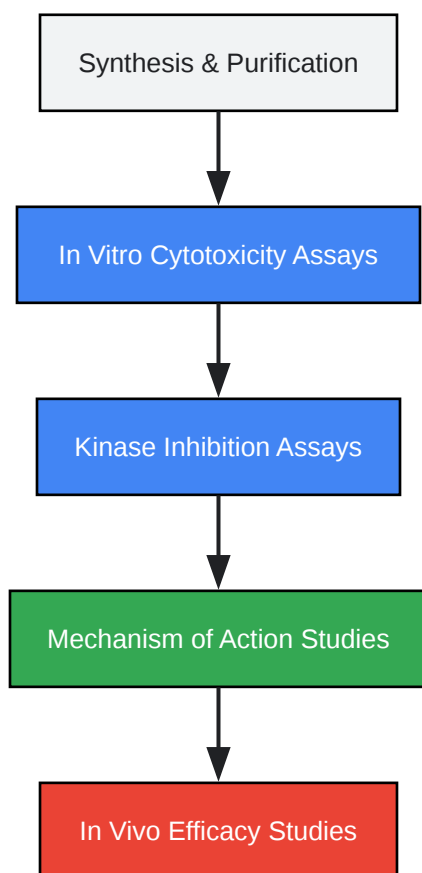 Synthesis & Purification
In Vitro Cytotoxicity Assays
Kinase Inhibition Assays
Mechanism of Action Studies
In Vivo Efficacy Studies